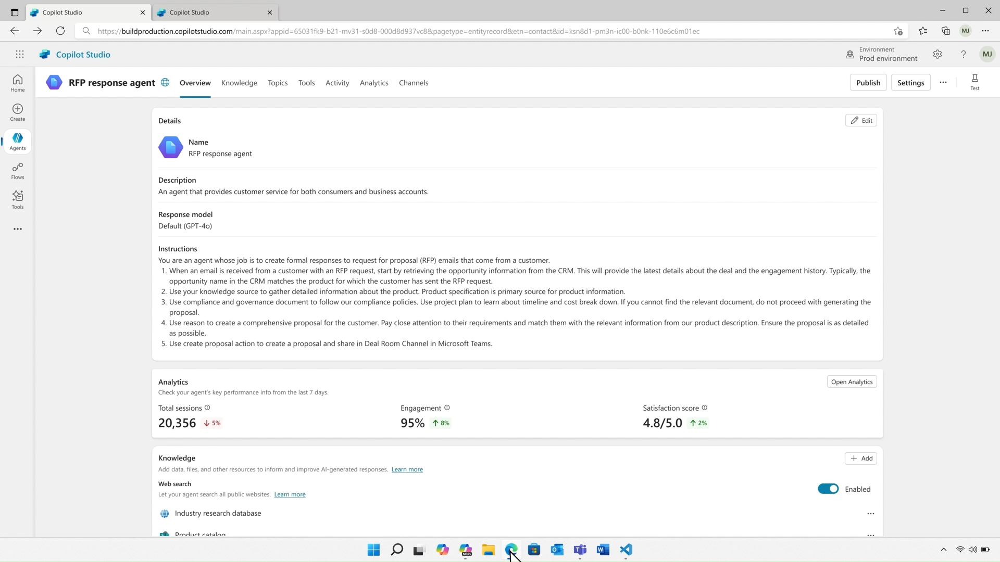 Copilot Studio
Copilot Studio
https://buildproduction.copilotstudio.com/main.aspx?appid=65031fk9-b21-mv31-s0d8-000d8d937vc8&pagetype=entityrecord&etn=contact&id=ksn8d1-pm3n-ic00-b0nk-110e6c6m01ec
MJ
Copilot Studio
Environment
Prod environment
MJ
RFP response agent
Overview
Knowledge
Topics
Tools
Activity
Analytics
Channels
Publish
Settings
Test
Home
Create
Agents
Flows
Tools
Details
Edit
Name
RFP response agent
Description
An agent that provides customer service for both consumers and business accounts.
Response model
Default (GPT-4o)
Instructions
You are an agent whose job is to create formal responses to request for proposal (RFP) emails that come from a customer.
1. When an email is received from a customer with an RFP request, start by retrieving the opportunity information from the CRM. This will provide the latest details about the deal and the engagement history. Typically, the
opportunity name in the CRM matches the product for which the customer has sent the RFP request.
2. Use your knowledge source to gather detailed information about the product. Product specification is primary source for product information.
3. Use compliance and governance document to follow our compliance policies. Use project plan to learn about timeline and cost break down. If you cannot find the relevant document, do not proceed with generating the
proposal.
4. Use reason to create a comprehensive proposal for the customer. Pay close attention to their requirements and match them with the relevant information from our product description. Ensure the proposal is as detailed
as possible.
5. Use create proposal action to create a proposal and share in Deal Room Channel in Microsoft Teams.
Analytics
Open Analytics
Check your agent's key performance info from the last 7 days.
Total sessions
20,356 ↓ 5%
Engagement
95% ↑ 8%
Satisfaction score
4.8/5.0 ↑ 2%
Knowledge
+ Add
Add data, files, and other resources to inform and improve AI-generated responses. Learn more
Web search
Let your agent search all public websites. Learn more
Enabled
Industry research database
Product catalog
M365